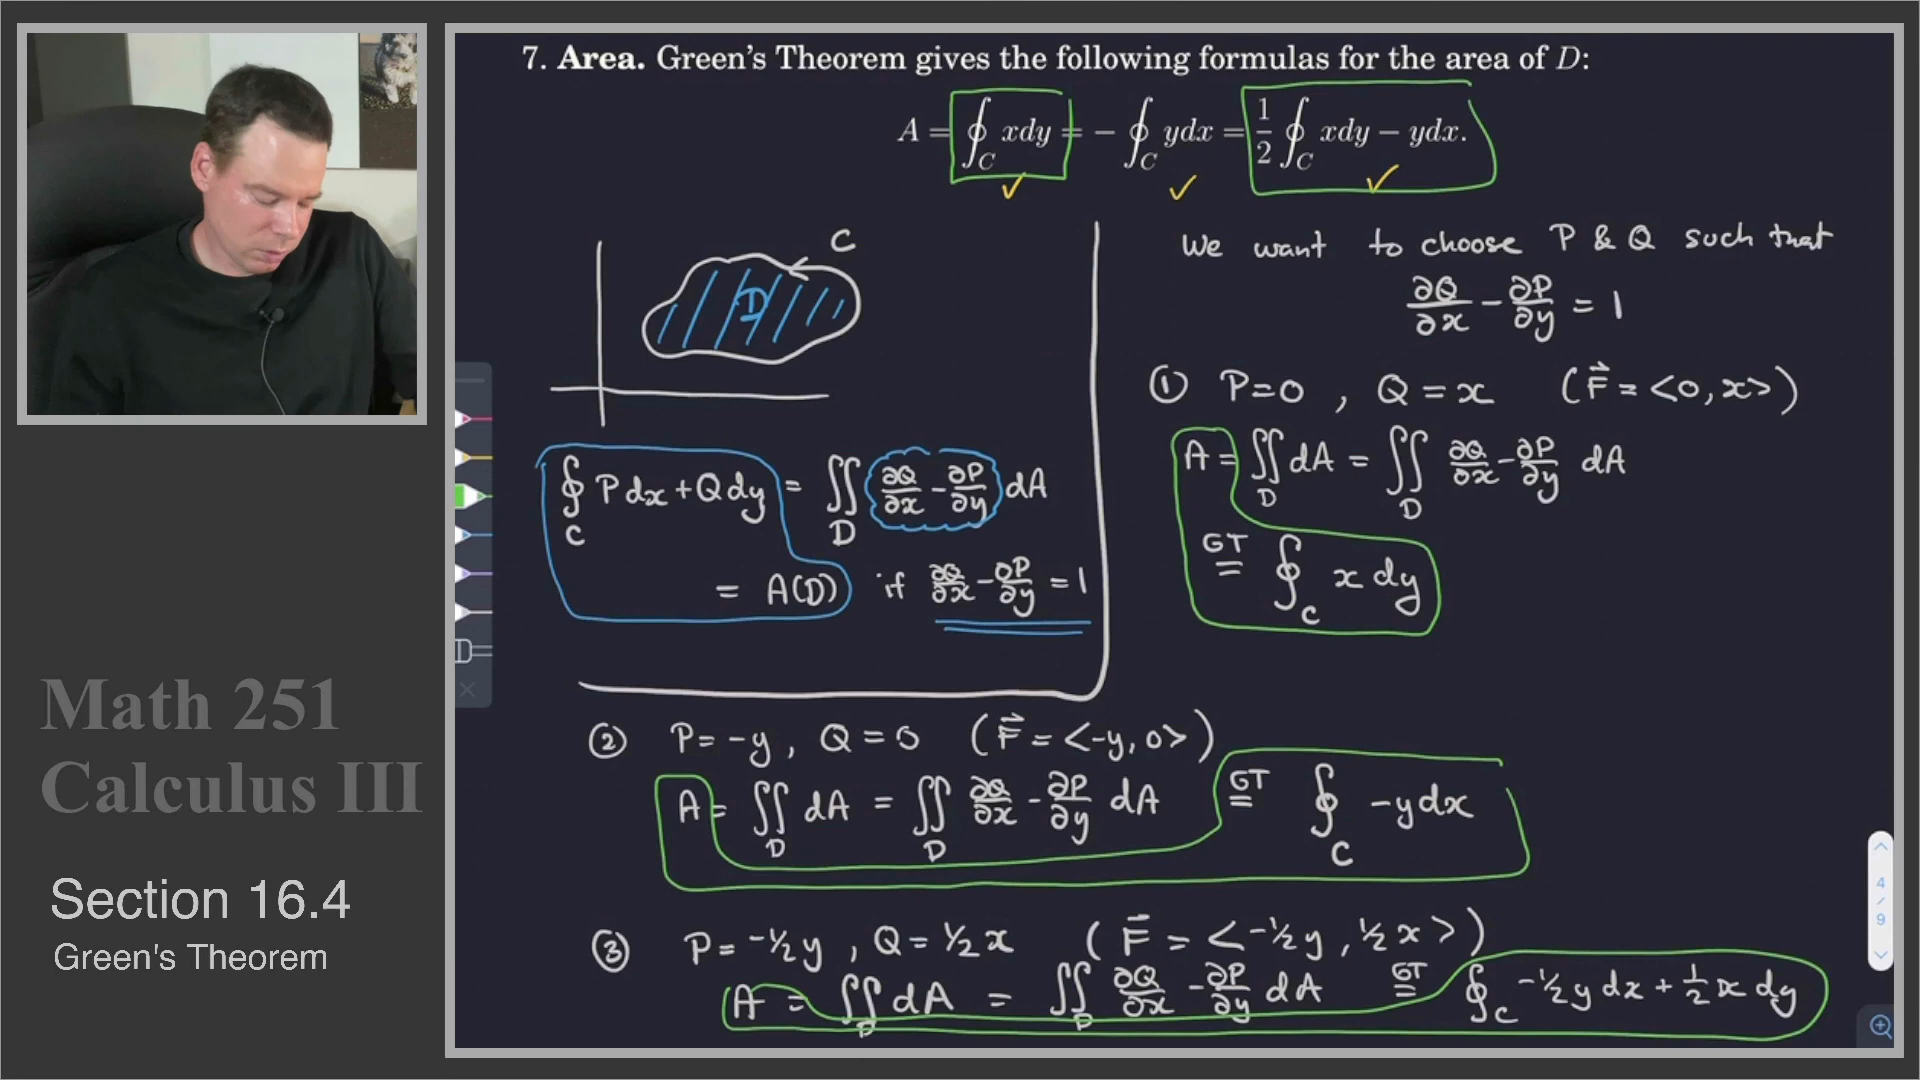 7. Area. Green's Theorem gives the following formulas for the area of D:
A = ∮_C xdy = − ∮_C ydx = 1/2 ∮_C xdy − ydx.
C
D
∮_C Pdx+Qdy = ∬_D ∂Q/∂x − ∂P/∂y dA
= A(D) if ∂Q/∂x − ∂P/∂y = 1
We want to choose P & Q such that
∂Q/∂x − ∂P/∂y = 1
① P=0, Q=x (F⃗ = <0,x>)
A = ∬_D dA = ∬_D ∂Q/∂x − ∂P/∂y dA
GT = ∮_C x dy
② P=-y, Q=0 (F⃗ = <-y,0>)
A = ∬_D dA = ∬_D ∂Q/∂x − ∂P/∂y dA GT = ∮_C -ydx
③ P=-½y, Q=½x (F⃗ = <-½y, ½x>)
A = ∬_D dA = ∬_D ∂Q/∂x − ∂P/∂y dA GT = ∮_C -½y dx + ½ x dy
Math 251
Calculus III
Section 16.4
Green's Theorem
4
/
9